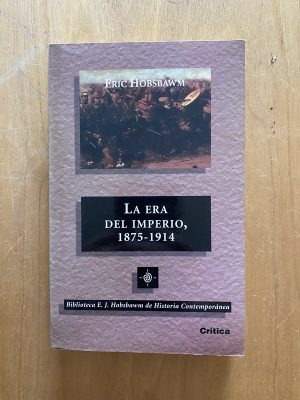 ERIC HOBSBAWM
LA ERA
DEL IMPERIO,
1875-1914
Biblioteca E. J. Hobsbawm de Historia Contemporánea
Crítica